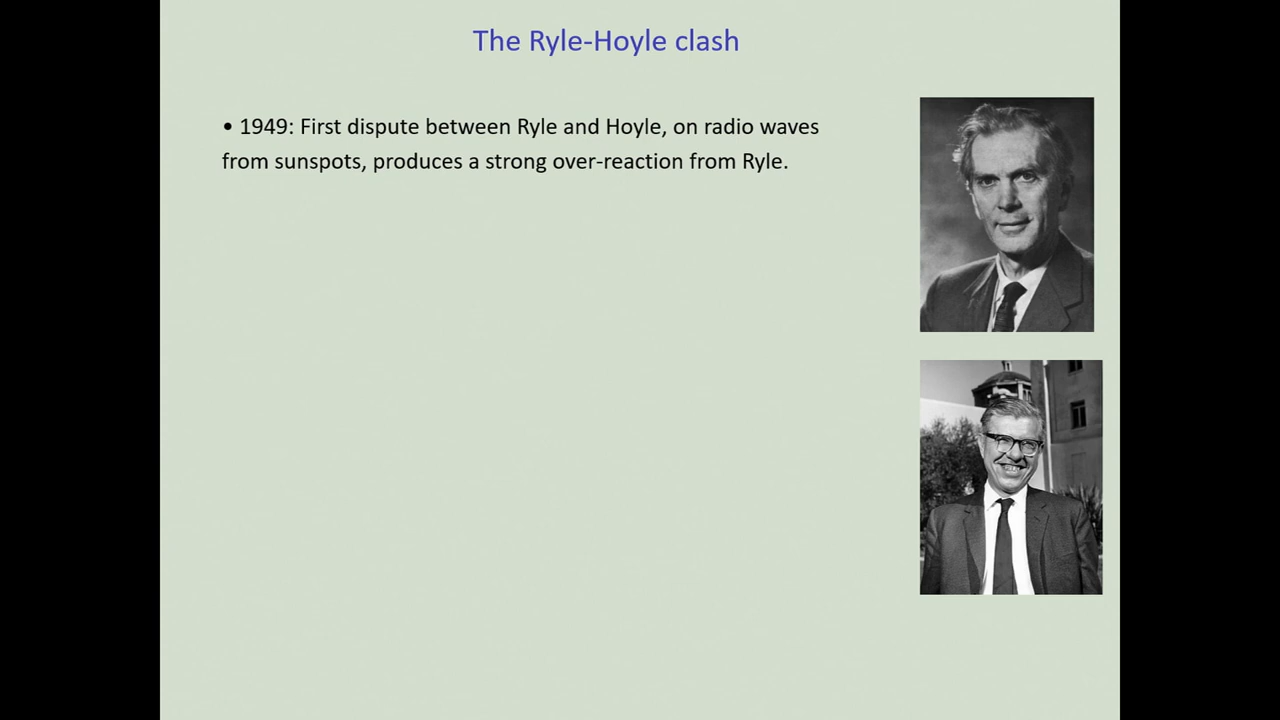 The Ryle-Hoyle clash
• 1949: First dispute between Ryle and Hoyle, on radio waves
from sunspots, produces a strong over-reaction from Ryle.